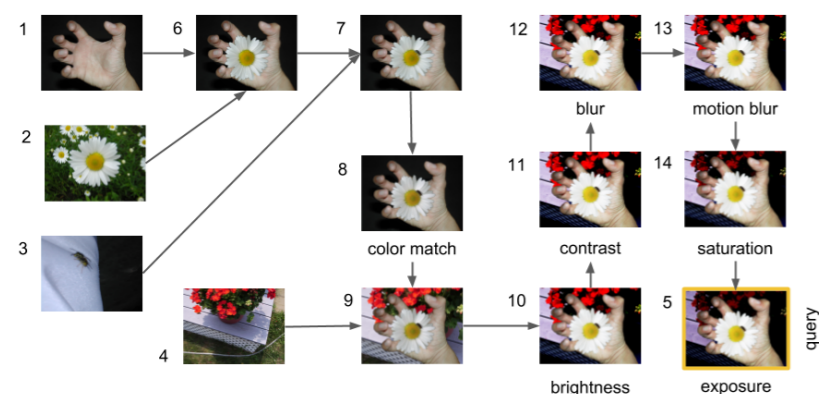 1
6
7
12
13
2
blur
motion blur
8
11
14
3
color match
contrast
saturation
4
9
10
5
query
brightness
exposure